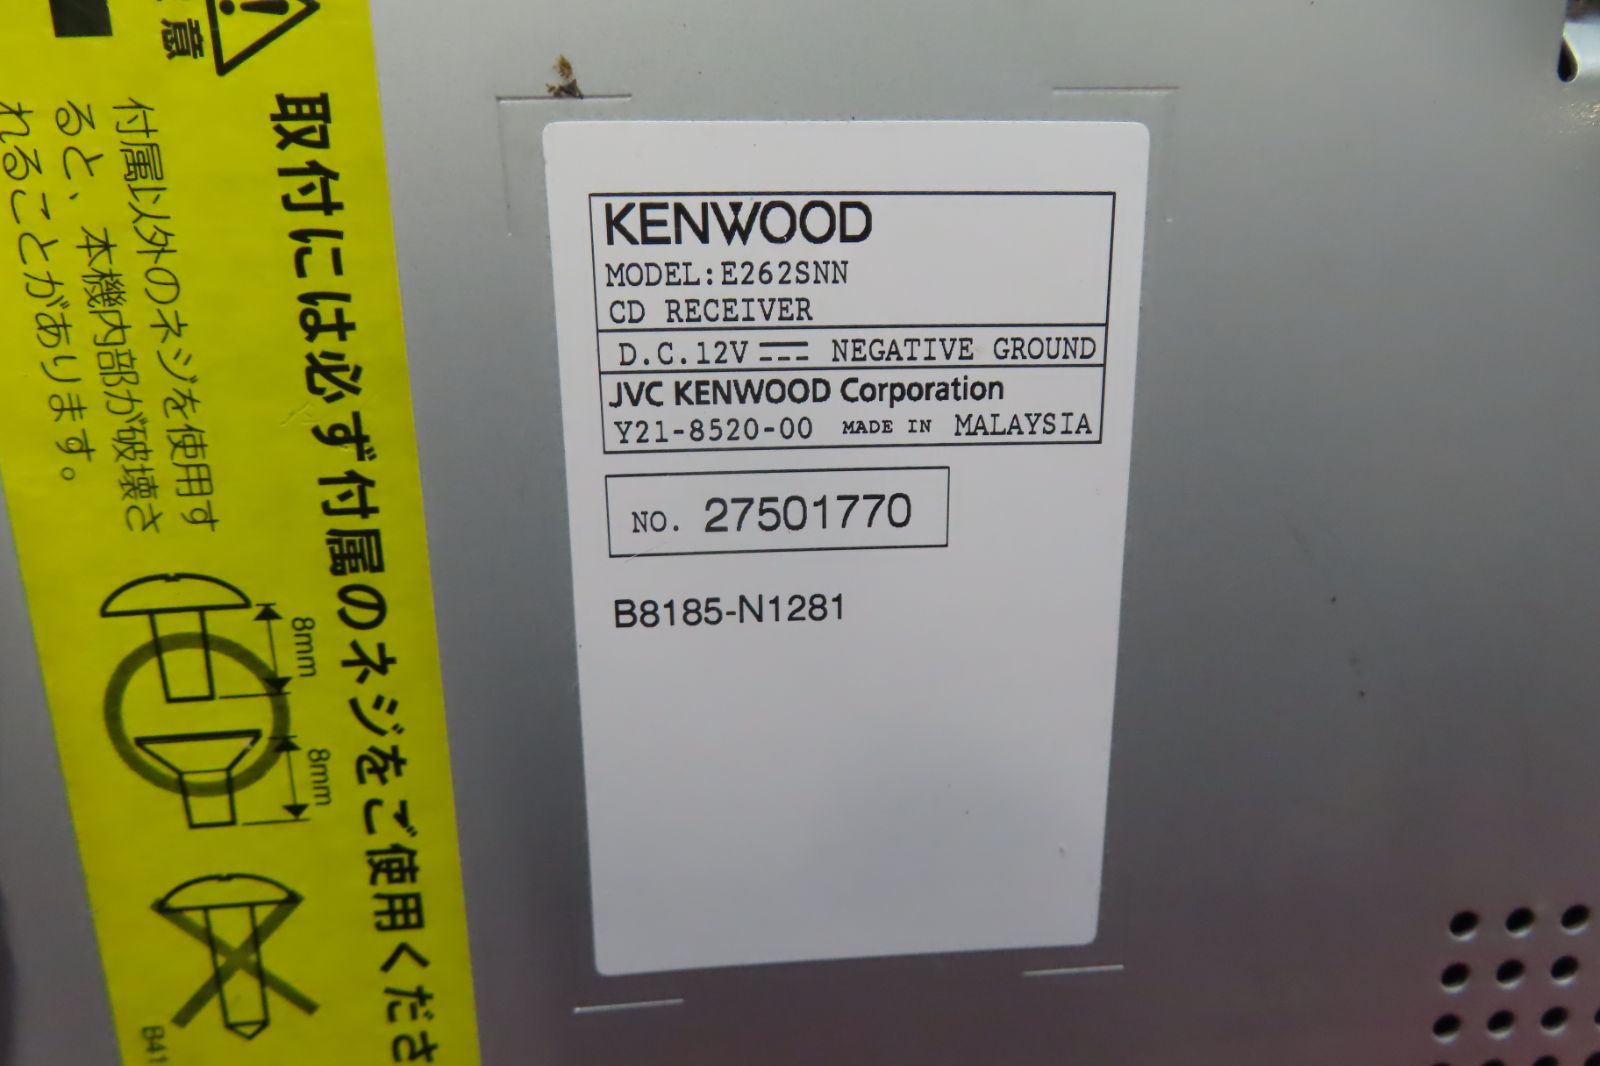 KENWOOD
MODEL:E262SNN
CD RECEIVER
D.C.12V NEGATIVE GROUND
JVC KENWOOD Corporation
Y21-8520-00 MADE IN MALAYSIA
NO. 27501770
B8185-N1281
取付には必ず付属のネジをご使用くださ
付属以外のネジを使用す
ると、本機内部が破壊さ
れることがあります。
8mm
8mm
B41